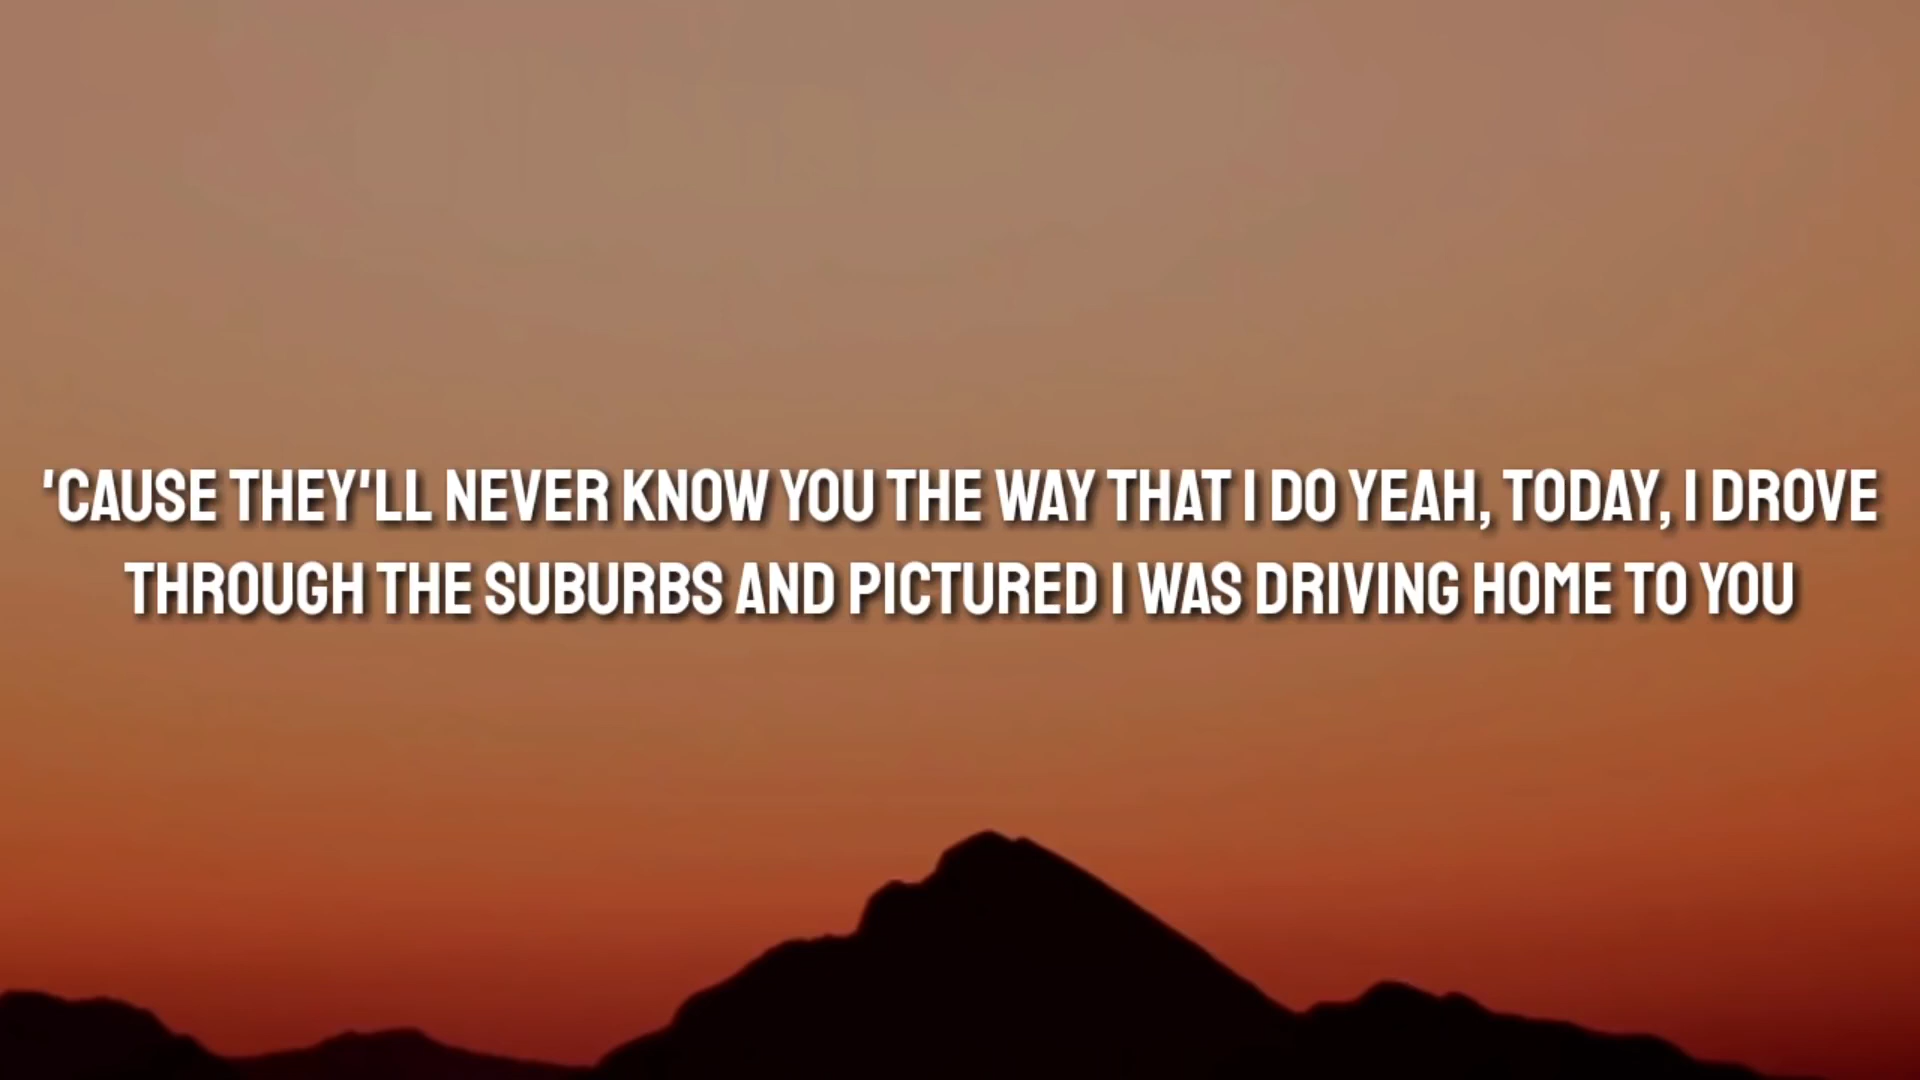 'CAUSE THEY'LL NEVER KNOW YOU THE WAY THAT I DO YEAH, TODAY, I DROVE
THROUGH THE SUBURBS AND PICTURED I WAS DRIVING HOME TO YOU